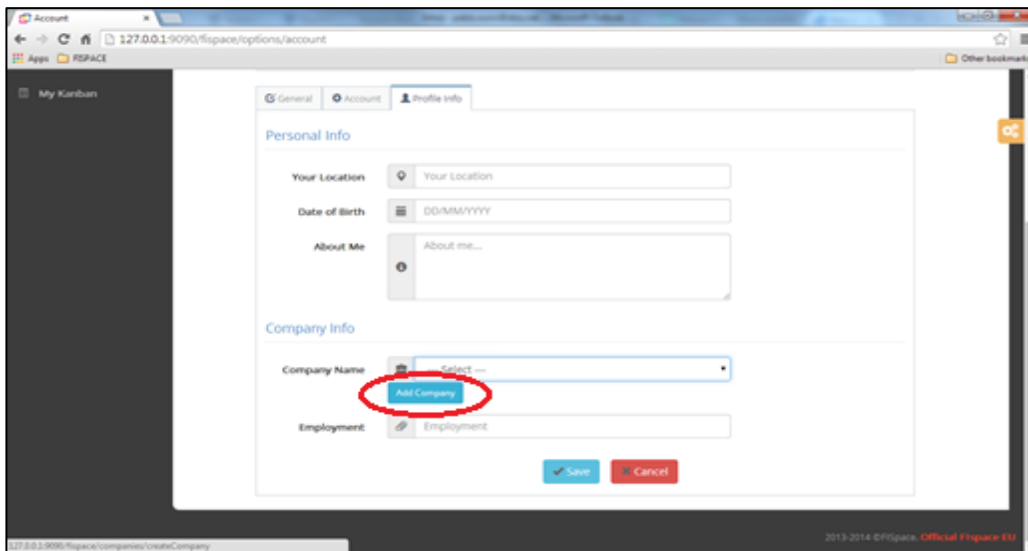 Account
127.0.0.1:9090/fispace/options/account
Apps FISPACE Other bookmarks
My Kanban
General Account Profile Info
Personal Info
Your Location Your Location
Date of Birth DD/MM/YYYY
About Me About me...
Company Info
Company Name --- Select ---
Add Company
Employment Employment
Save Cancel
2013-2014 ©FIspace. Official FIspace EU
127.0.0.1:9090/fispace/companies/createCompany